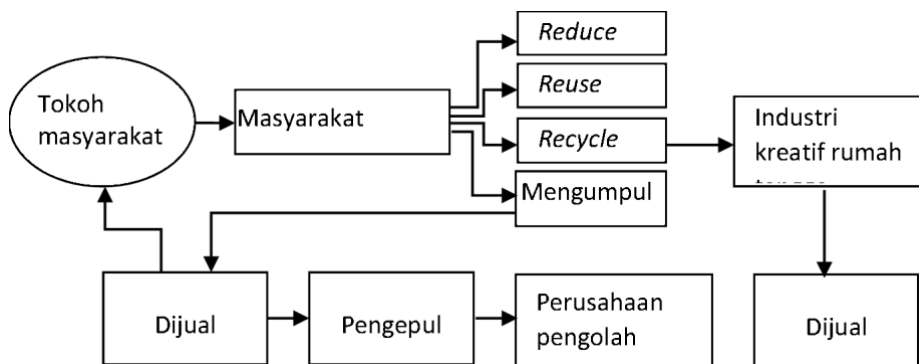 Reduce
Tokoh
masyarakat
Masyarakat
Reuse
Recycle
Mengumpul
Industri
kreatif rumah
Dijual
Pengepul
Perusahaan
pengolah
Dijual